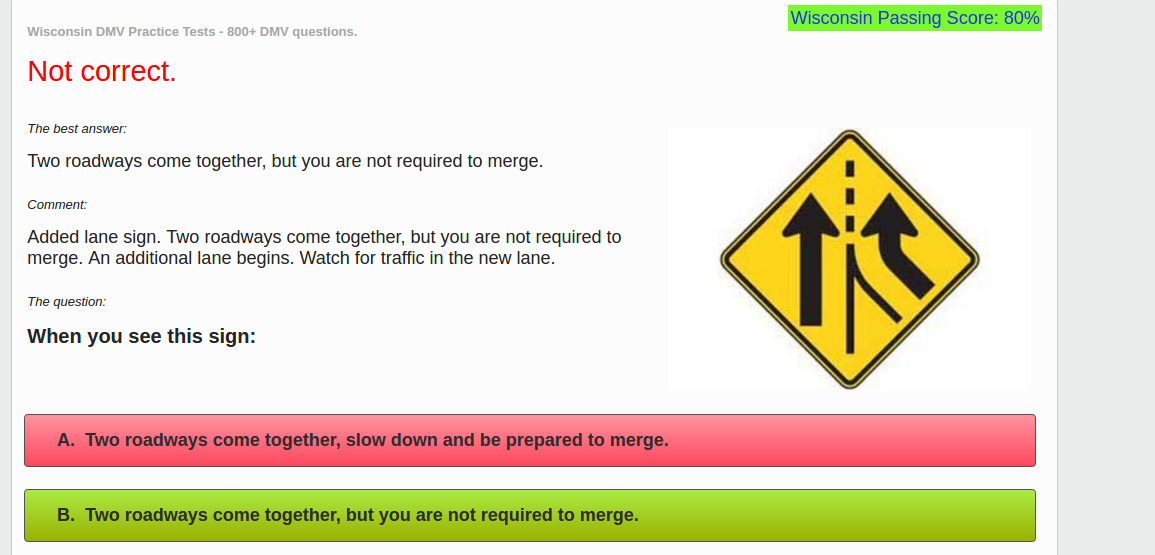 Wisconsin Passing Score: 80%
Wisconsin DMV Practice Tests - 800+ DMV questions.
Not correct.
The best answer:
Two roadways come together, but you are not required to merge.
Comment:
Added lane sign. Two roadways come together, but you are not required to
merge. An additional lane begins. Watch for traffic in the new lane.
The question:
When you see this sign:
A. Two roadways come together, slow down and be prepared to merge.
B. Two roadways come together, but you are not required to merge.